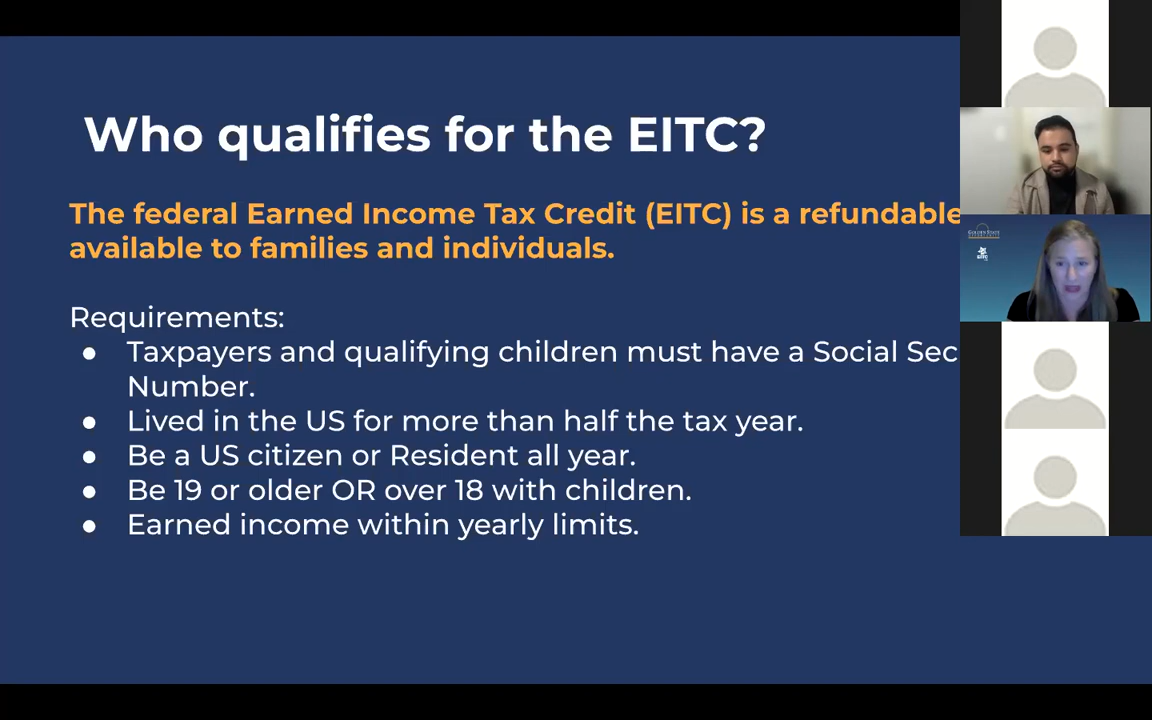 Who qualifies for the EITC?
The federal Earned Income Tax Credit (EITC) is a refundable
available to families and individuals.
Requirements:
● Taxpayers and qualifying children must have a Social Sec
Number.
● Lived in the US for more than half the tax year.
● Be a US citizen or Resident all year.
● Be 19 or older OR over 18 with children.
● Earned income within yearly limits.
GOLDEN STATE
EITC